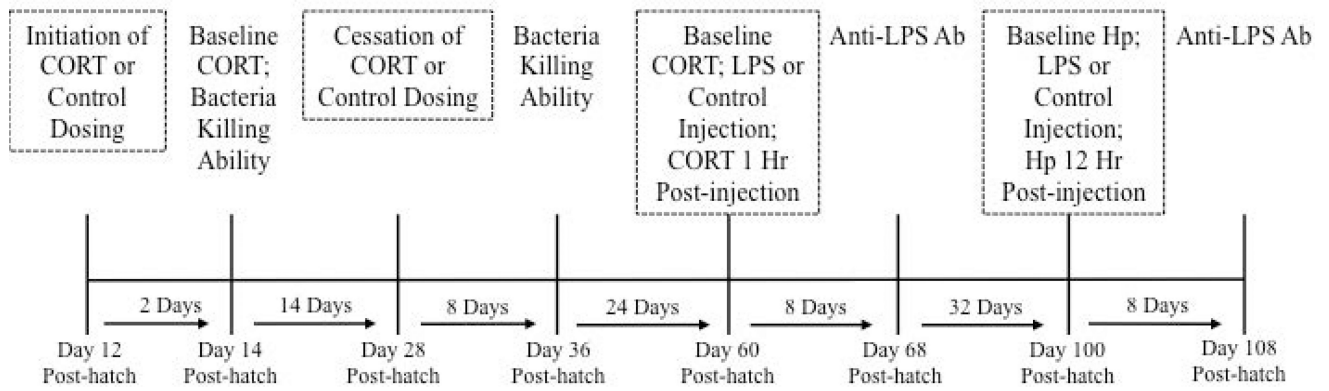 Initiation of
CORT or
Control
Dosing
Baseline
CORT;
Bacteria
Killing
Ability
Cessation of
CORT or
Control Dosing
Bacteria
Killing
Ability
Baseline
CORT; LPS or
Control
Injection;
CORT 1 Hr
Post-injection
Anti-LPS Ab
Baseline Hp;
LPS or
Control
Injection;
Hp 12 Hr
Post-injection
Anti-LPS Ab
2 Days
14 Days
8 Days
24 Days
8 Days
32 Days
8 Days
Day 12
Post-hatch
Day 14
Post-hatch
Day 28
Post-hatch
Day 36
Post-hatch
Day 60
Post-hatch
Day 68
Post-hatch
Day 100
Post-hatch
Day 108
Post-hatch